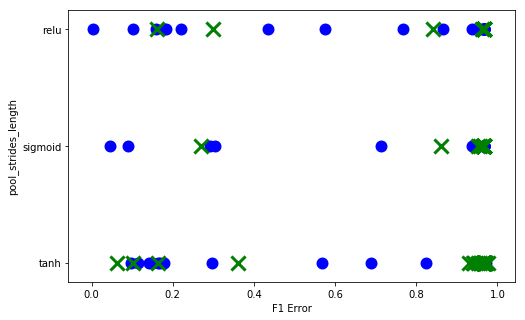 relu
sigmoid
tanh
pool_strides_length
0.0 0.2 0.4 0.6 0.8 1.0
F1 Error